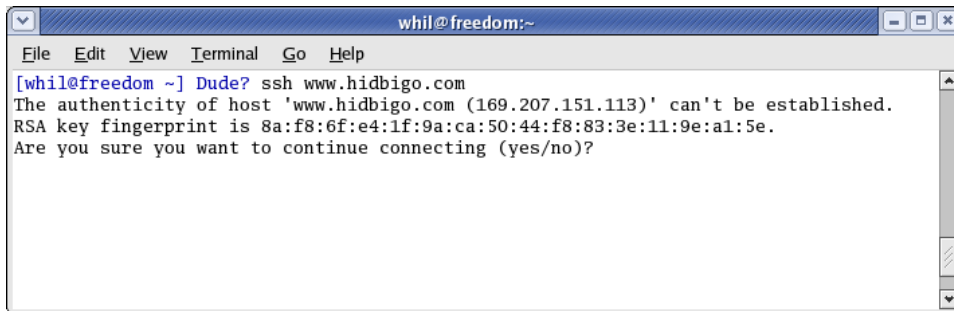 whil@freedom:~
File Edit View Terminal Go Help
[whil@freedom ~] Dude? ssh www.hidbigo.com
The authenticity of host 'www.hidbigo.com (169.207.151.113)' can't be established.
RSA key fingerprint is 8a:f8:6f:e4:1f:9a:ca:50:44:f8:83:3e:11:9e:a1:5e.
Are you sure you want to continue connecting (yes/no)?